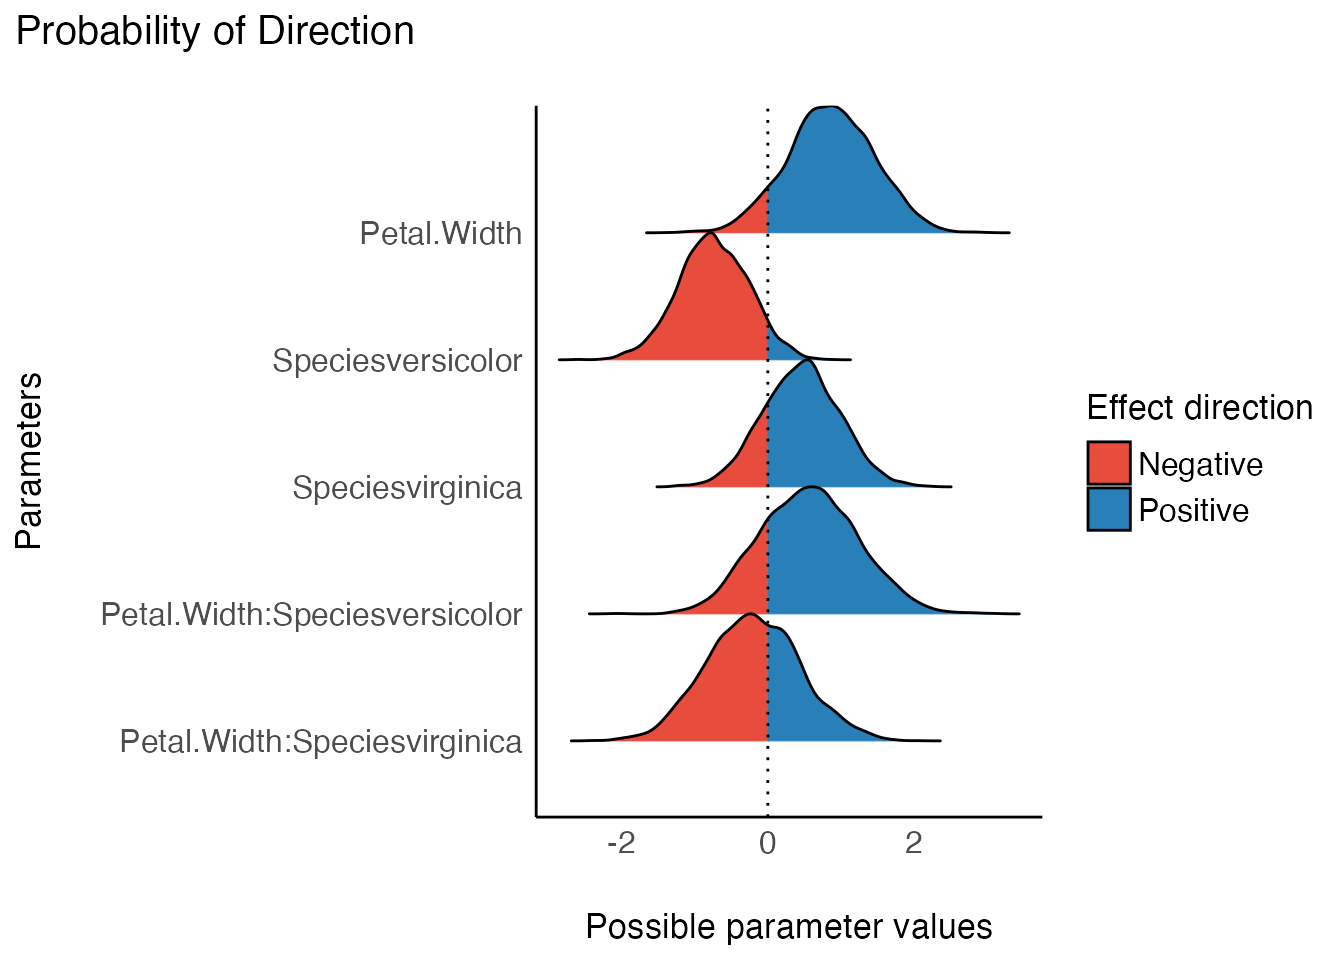 Probability of Direction
Petal.Width
Speciesversicolor
Speciesvirginica
Petal.Width:Speciesversicolor
Petal.Width:Speciesvirginica
Parameters
-2 0 2
Possible parameter values
Effect direction
Negative
Positive